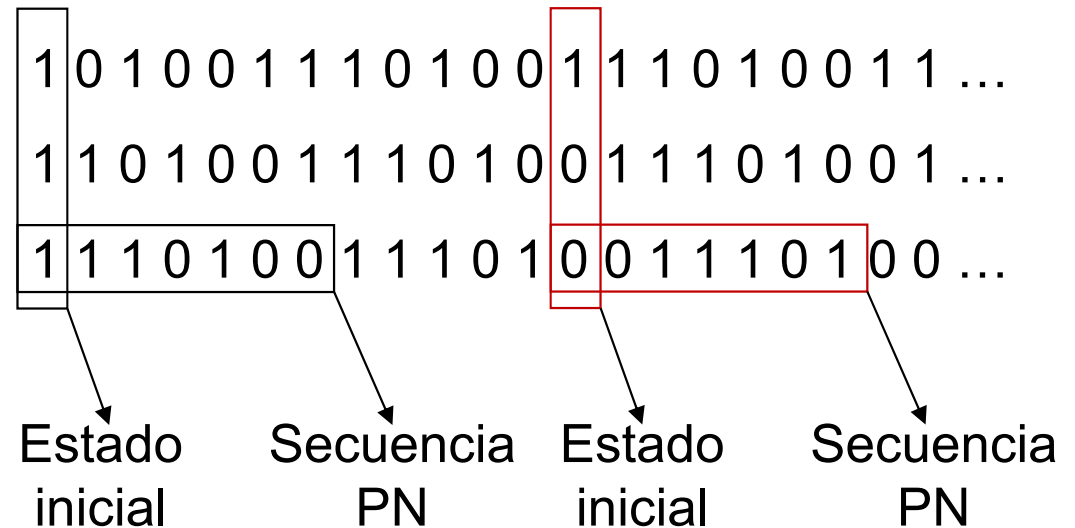 1 0 1 0 0 1 1 1 0 1 0 0 1 1 1 0 1 0 0 1 1 …
1 1 0 1 0 0 1 1 1 0 1 0 0 1 1 1 0 1 0 0 1 …
1 1 1 0 1 0 0 1 1 1 0 1 0 0 1 1 1 0 1 0 0 …
Estado Secuencia Estado Secuencia
inicial PN inicial PN